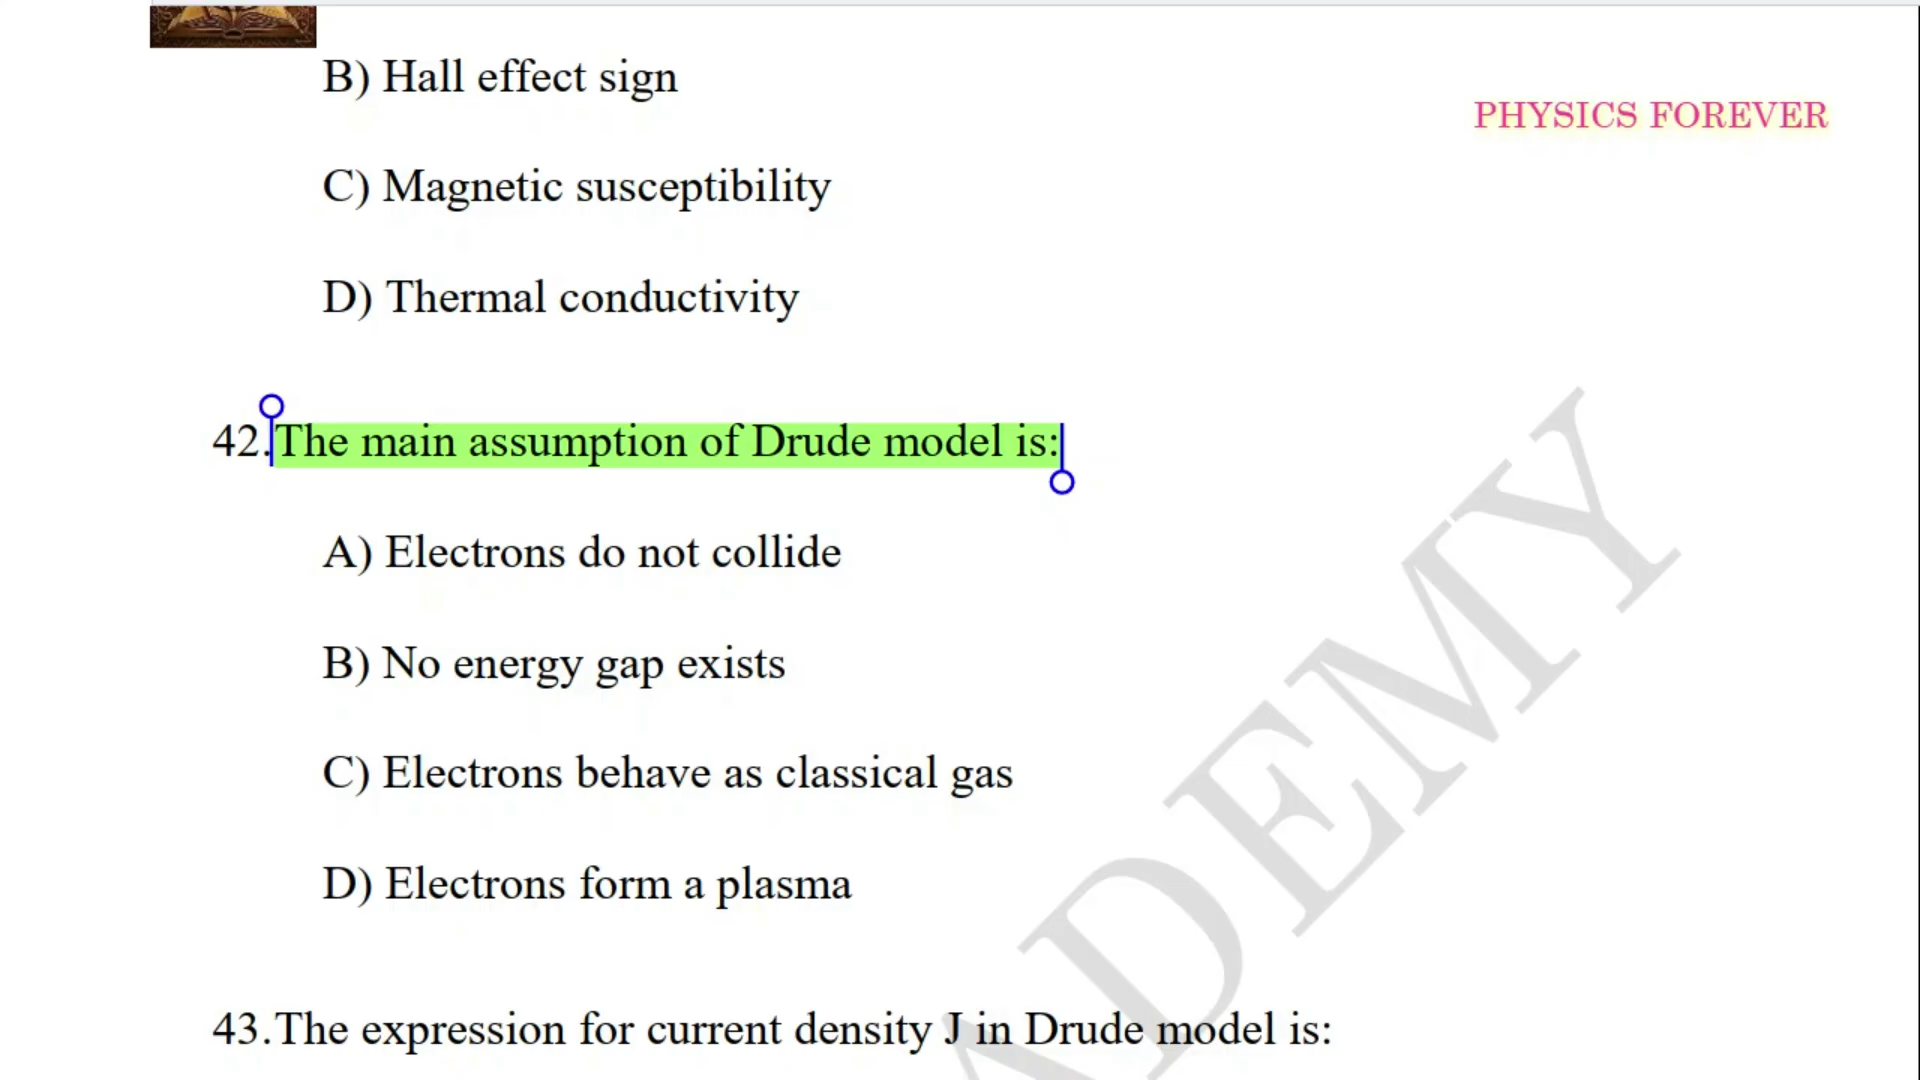 B) Hall effect sign
PHYSICS FOREVER
C) Magnetic susceptibility
D) Thermal conductivity
42.The main assumption of Drude model is:
A) Electrons do not collide
B) No energy gap exists
C) Electrons behave as classical gas
D) Electrons form a plasma
43.The expression for current density J in Drude model is:
ADEMY